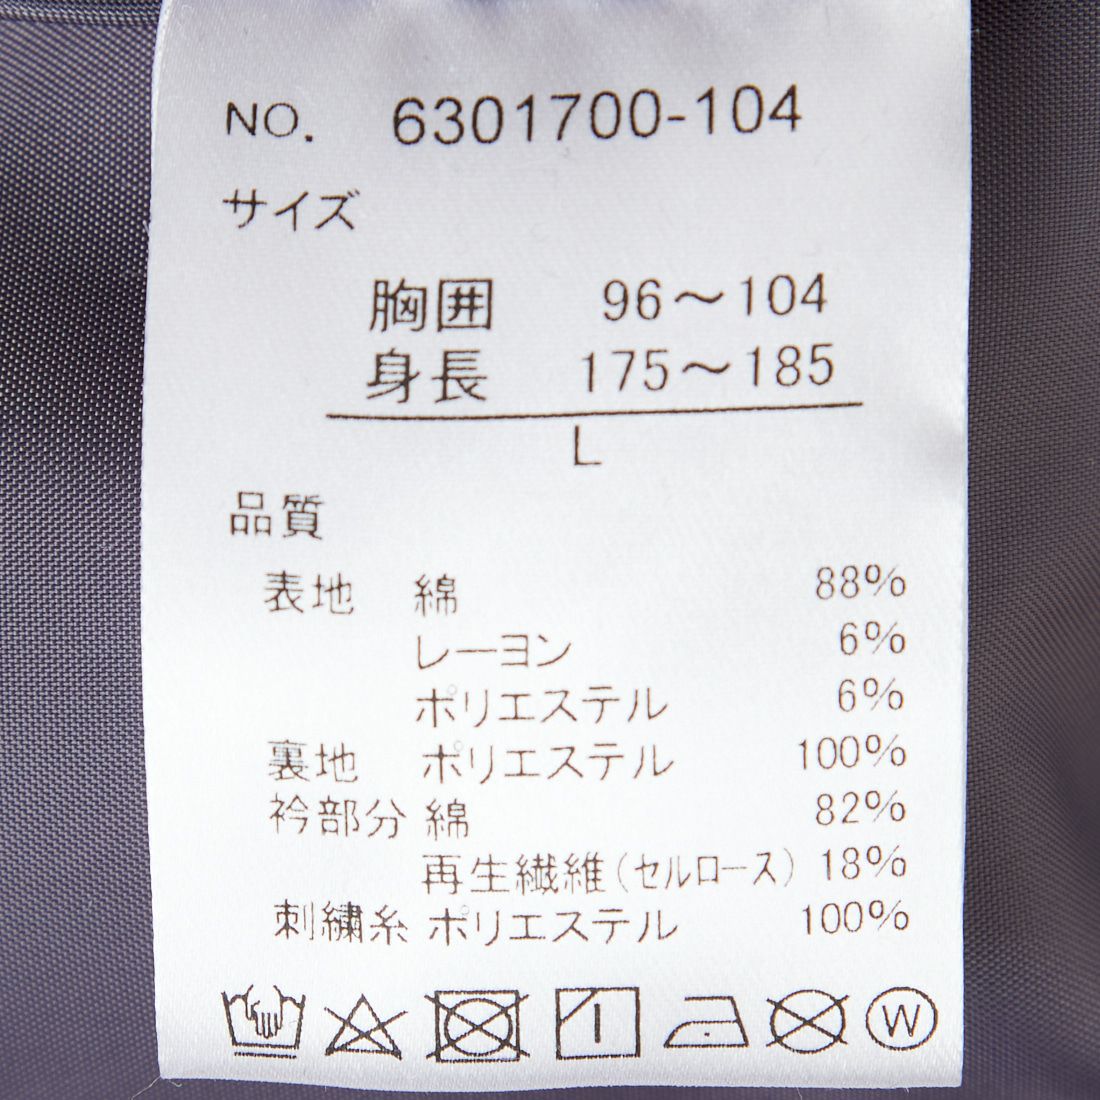 NO. 6301700-104
サイズ
胸囲 96～104
身長 175～185
L
品質
表地 綿 88%
レーヨン 6%
ポリエステル 6%
裏地 ポリエステル 100%
衿部分 綿 82%
再生繊維(セルロース) 18%
刺繍糸 ポリエステル 100%
W